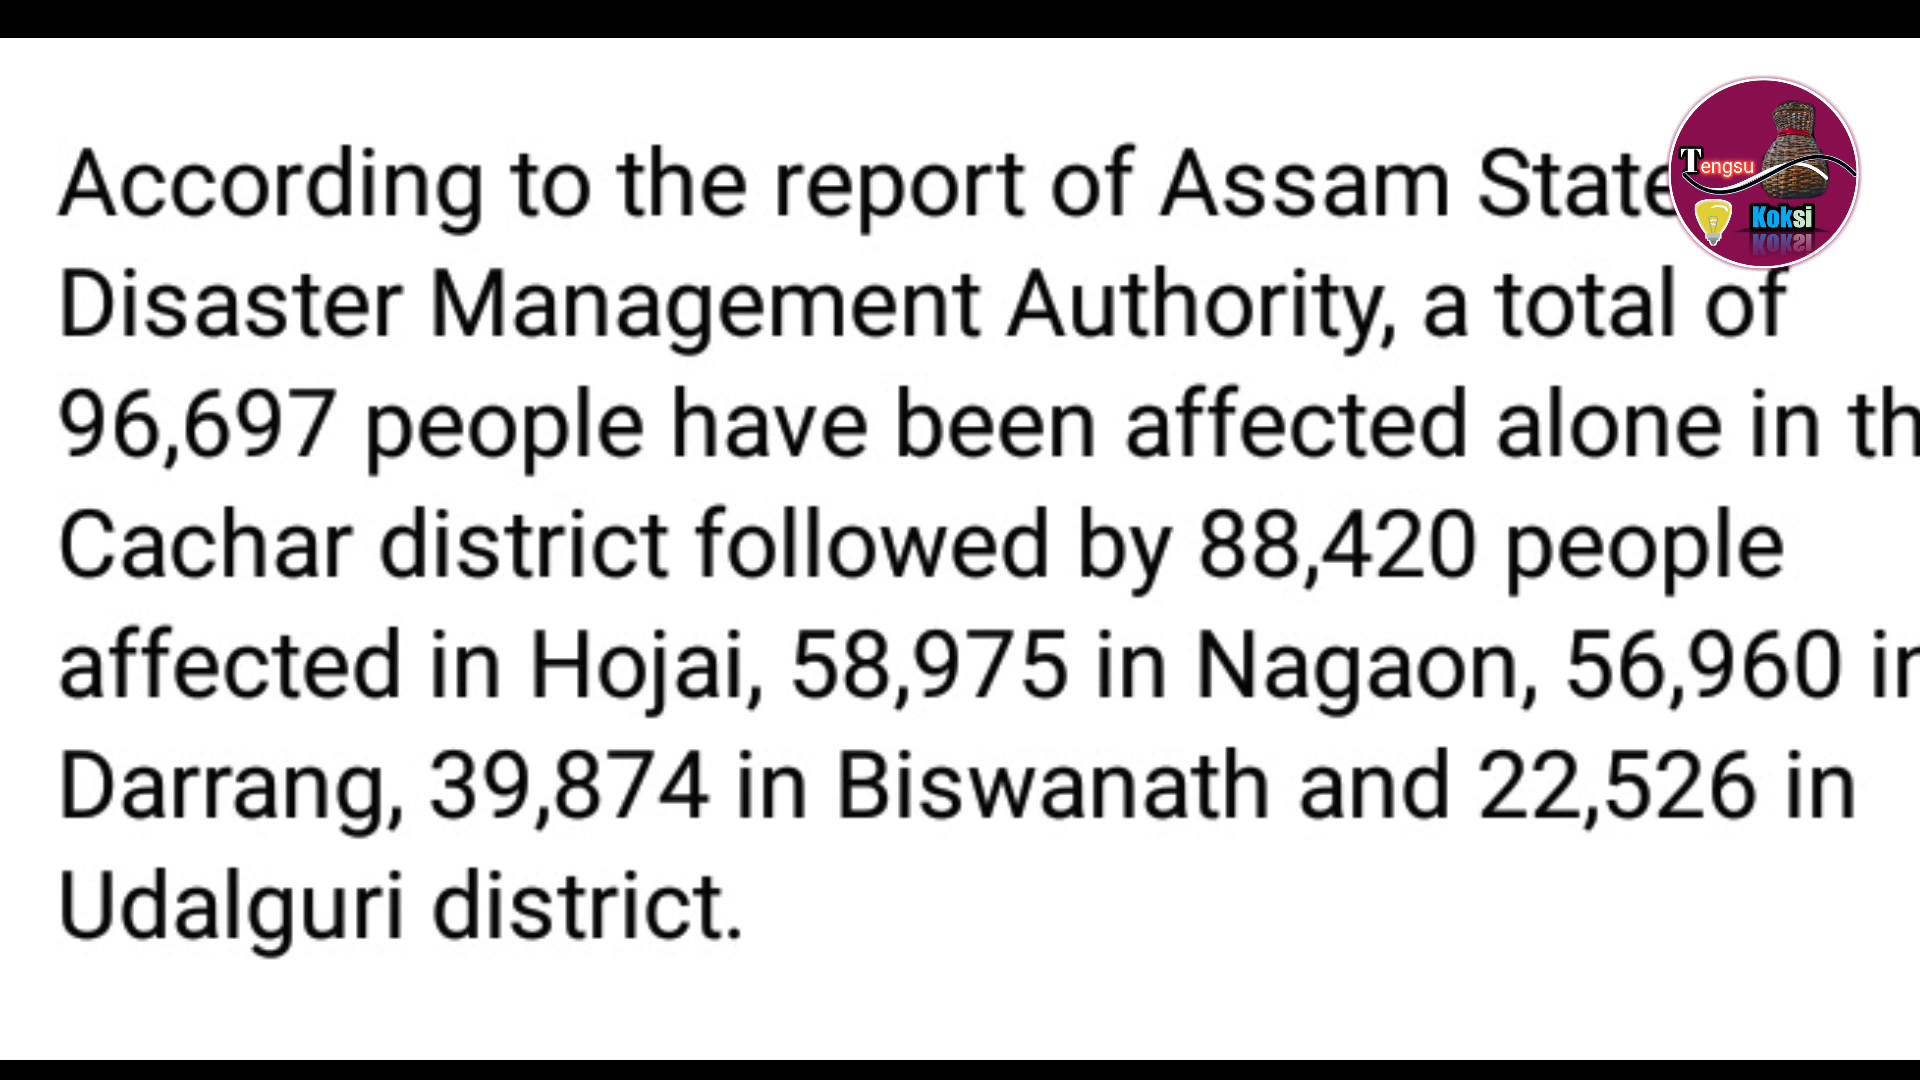 According to the report of Assam State
Disaster Management Authority, a total of
96,697 people have been affected alone in th
Cachar district followed by 88,420 people
affected in Hojai, 58,975 in Nagaon, 56,960 in
Darrang, 39,874 in Biswanath and 22,526 in
Udalguri district.
Tengsu
Koksi